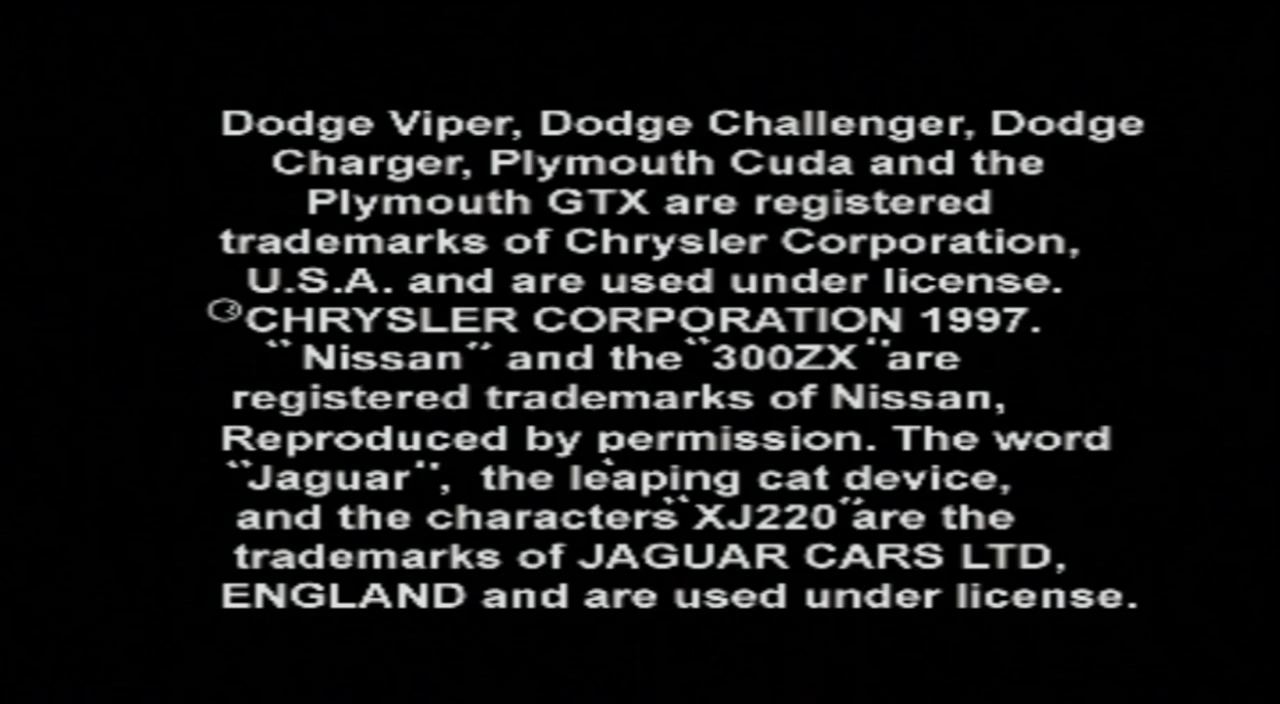 Dodge Viper, Dodge Challenger, Dodge
Charger, Plymouth Cuda and the
Plymouth GTX are registered
trademarks of Chrysler Corporation,
U.S.A. and are used under license.
©CHRYSLER CORPORATION 1997.
"Nissan" and the "300ZX" are
registered trademarks of Nissan,
Reproduced by permission. The word
"Jaguar", the leaping cat device,
and the characters "XJ220" are the
trademarks of JAGUAR CARS LTD,
ENGLAND and are used under license.